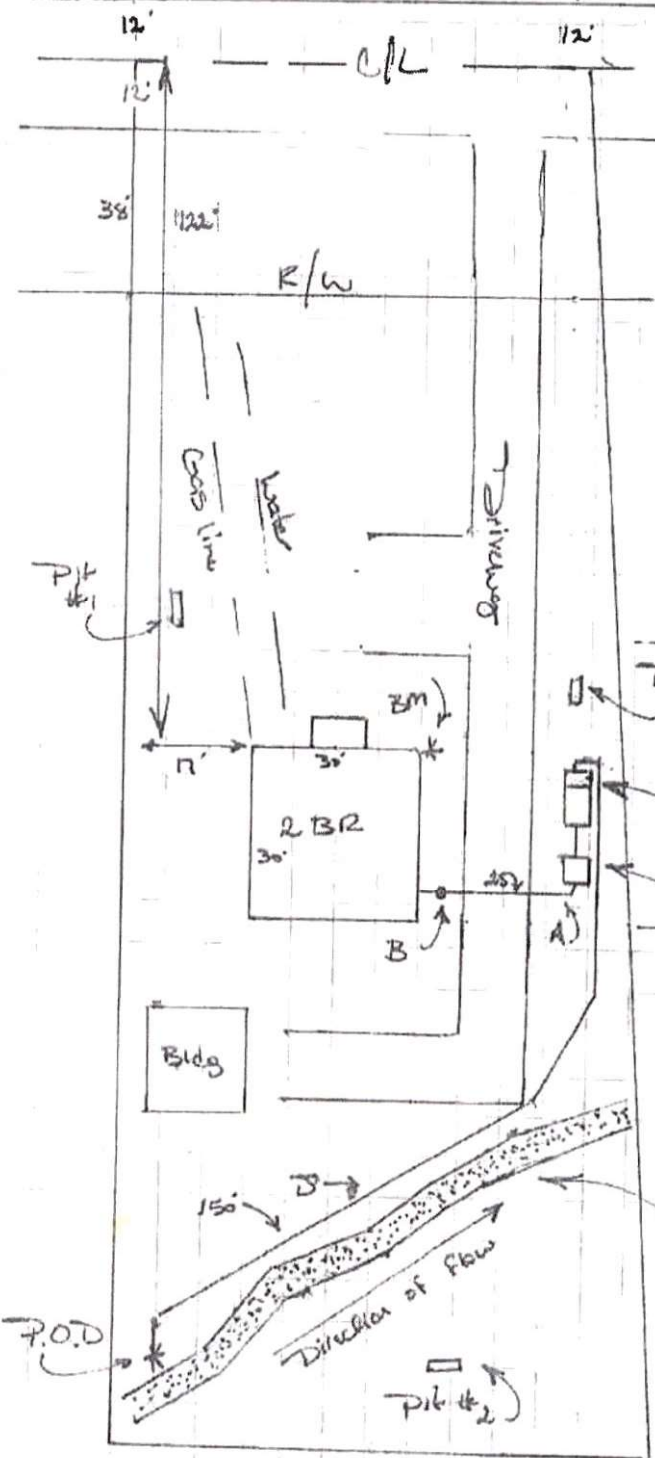 12'
12'
12'
C/L
38'
122'
R/W
Gas line
Water
Driveway
Pit
#1
BM
17'
30'
2 BR
30'
B
25'
A
Bldg
150'
Direction of Flow
P.O.D
Pit #2